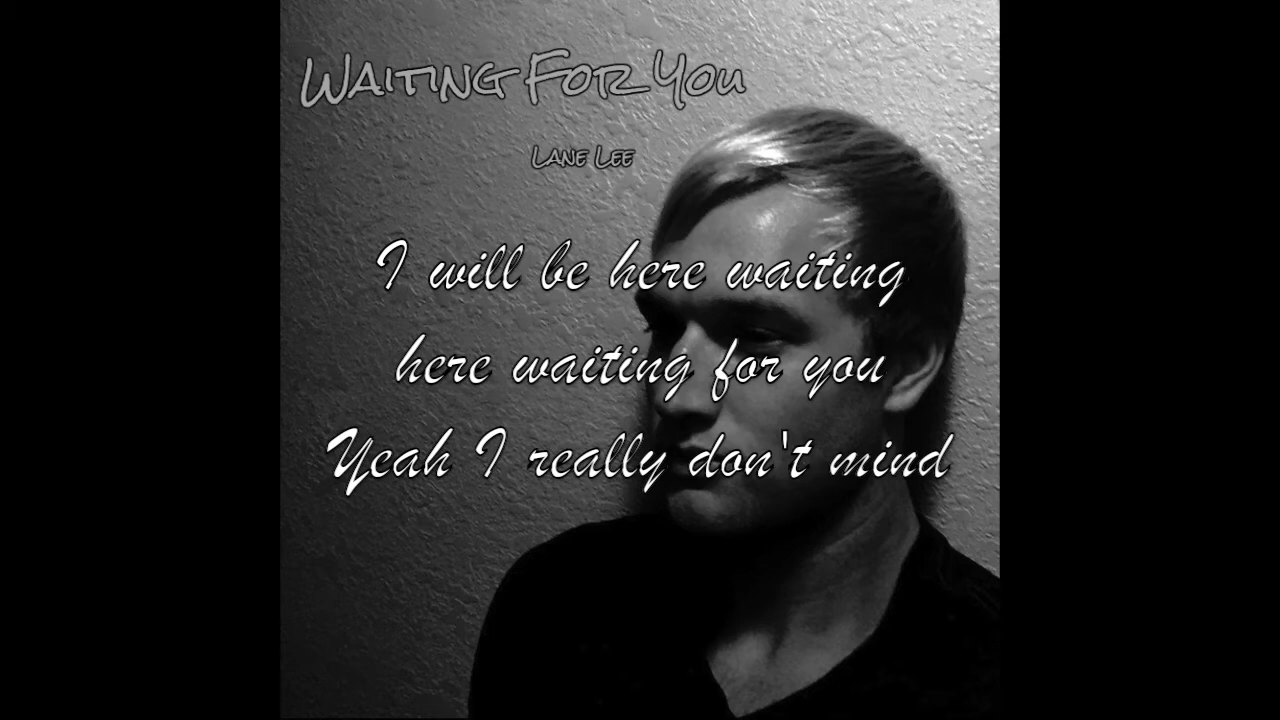 Waiting For You
Lane Lee
I will be here waiting
here waiting for you
Yeah I really don't mind